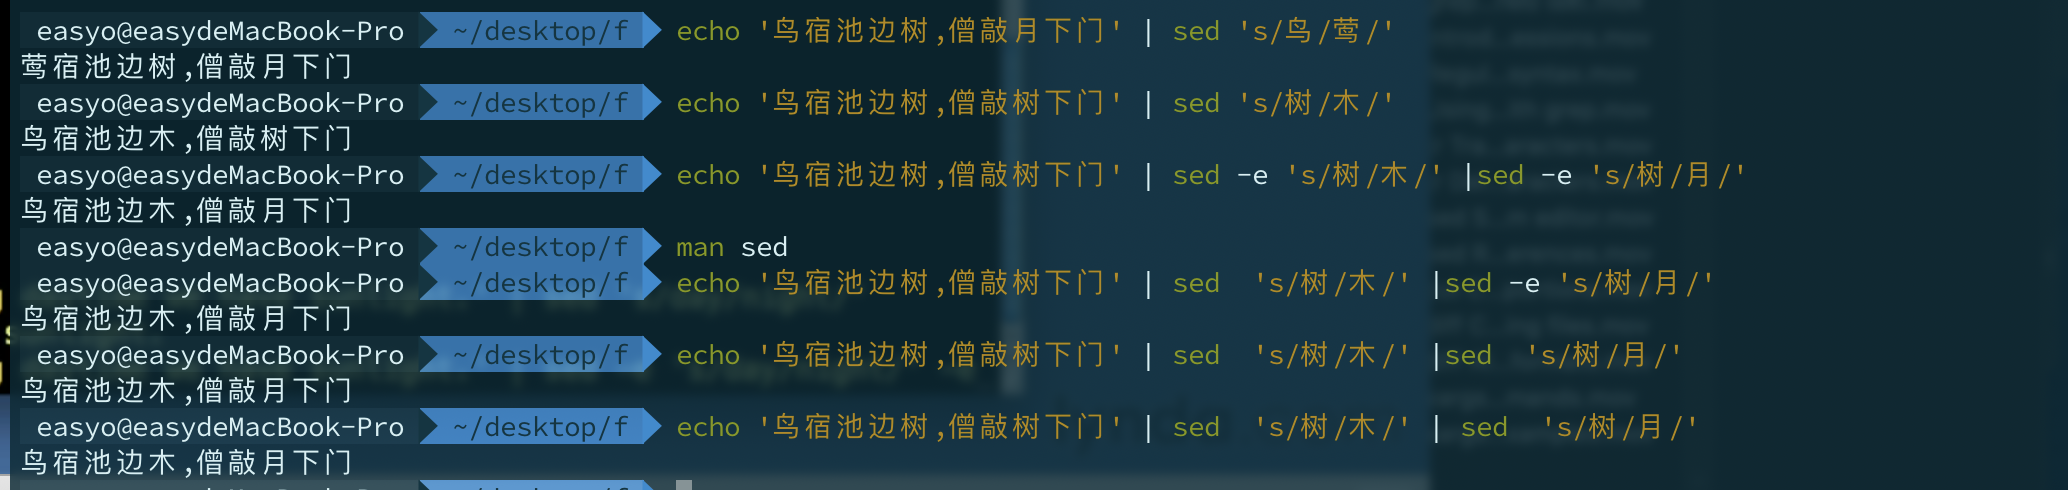 easyo@easydeMacBook-Pro ~/desktop/f echo '鸟宿池边树,僧敲月下门' | sed 's/鸟/莺/'
莺宿池边树,僧敲月下门
easyo@easydeMacBook-Pro ~/desktop/f echo '鸟宿池边树,僧敲树下门' | sed 's/树/木/'
鸟宿池边木,僧敲树下门
easyo@easydeMacBook-Pro ~/desktop/f echo '鸟宿池边树,僧敲树下门' | sed -e 's/树/木/' |sed -e 's/树/月/'
鸟宿池边木,僧敲月下门
easyo@easydeMacBook-Pro ~/desktop/f man sed
easyo@easydeMacBook-Pro ~/desktop/f echo '鸟宿池边树,僧敲树下门' | sed  's/树/木/' |sed -e 's/树/月/'
鸟宿池边木,僧敲月下门
easyo@easydeMacBook-Pro ~/desktop/f echo '鸟宿池边树,僧敲树下门' | sed  's/树/木/' |sed  's/树/月/'
鸟宿池边木,僧敲月下门
easyo@easydeMacBook-Pro ~/desktop/f echo '鸟宿池边树,僧敲树下门' | sed  's/树/木/' | sed  's/树/月/'
鸟宿池边木,僧敲月下门